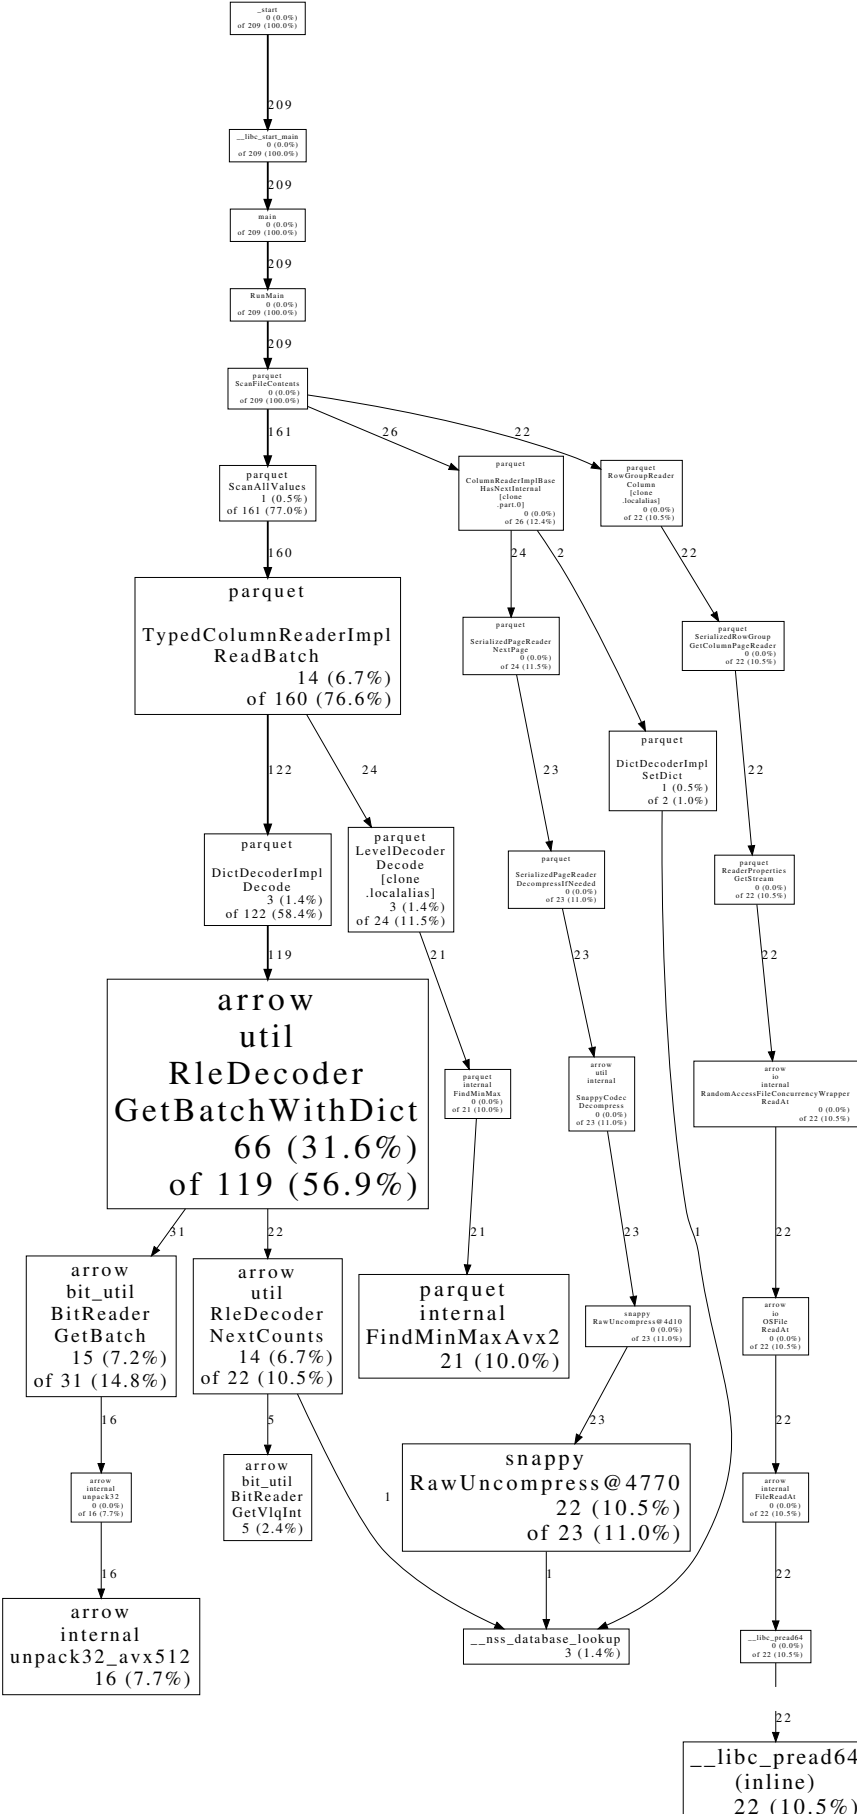 _start
0 (0.0%)
of 209 (100.0%)
209
__libc_start_main
0 (0.0%)
of 209 (100.0%)
209
main
0 (0.0%)
of 209 (100.0%)
209
RunMain
0 (0.0%)
of 209 (100.0%)
209
parquet
ScanFileContents
0 (0.0%)
of 209 (100.0%)
161
26
22
parquet
ScanAllValues
1 (0.5%)
of 161 (77.0%)
parquet
ColumnReaderImplBase
HasNextInternal
[clone
.part.0]
0 (0.0%)
of 26 (12.4%)
parquet
RowGroupReader
Column
[clone
.localalias]
0 (0.0%)
of 22 (10.5%)
160
24
2
22
parquet
TypedColumnReaderImpl
ReadBatch
14 (6.7%)
of 160 (76.6%)
parquet
SerializedPageReader
NextPage
0 (0.0%)
of 24 (11.5%)
parquet
SerializedRowGroup
GetColumnPageReader
0 (0.0%)
of 22 (10.5%)
122
24
23
parquet
DictDecoderImpl
SetDict
1 (0.5%)
of 2 (1.0%)
22
parquet
DictDecoderImpl
Decode
3 (1.4%)
of 122 (58.4%)
parquet
LevelDecoder
Decode
[clone
.localalias]
3 (1.4%)
of 24 (11.5%)
parquet
SerializedPageReader
DecompressIfNeeded
0 (0.0%)
of 23 (11.0%)
parquet
ReaderProperties
GetStream
0 (0.0%)
of 22 (10.5%)
119
21
23
22
arrow
util
RleDecoder
GetBatchWithDict
66 (31.6%)
of 119 (56.9%)
parquet
internal
FindMinMax
0 (0.0%)
of 21 (10.0%)
arrow
util
internal
SnappyCodec
Decompress
0 (0.0%)
of 23 (11.0%)
arrow
io
internal
RandomAccessFileConcurrencyWrapper
ReadAt
0 (0.0%)
of 22 (10.5%)
31
22
21
23
1
22
arrow
bit_util
BitReader
GetBatch
15 (7.2%)
of 31 (14.8%)
arrow
util
RleDecoder
NextCounts
14 (6.7%)
of 22 (10.5%)
parquet
internal
FindMinMaxAvx2
21 (10.0%)
snappy
RawUncompress@4d10
0 (0.0%)
of 23 (11.0%)
arrow
io
OSFile
ReadAt
0 (0.0%)
of 22 (10.5%)
16
5
23
22
arrow
internal
unpack32
0 (0.0%)
of 16 (7.7%)
arrow
bit_util
BitReader
GetVlqInt
5 (2.4%)
1
snappy
RawUncompress@4770
22 (10.5%)
of 23 (11.0%)
arrow
internal
FileReadAt
0 (0.0%)
of 22 (10.5%)
16
1
22
arrow
internal
unpack32_avx512
16 (7.7%)
__nss_database_lookup
3 (1.4%)
__libc_pread64
0 (0.0%)
of 22 (10.5%)
22
__libc_pread64
(inline)
22 (10.5%)